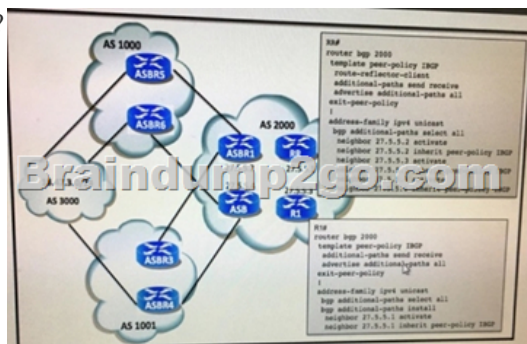 AS 1000
ASBR5
ASBR6
AS 3000
AS 2000
ASBR1
RR
ASB
R1
ASBR3
ASBR4
AS 1001
Braindump2go.com
RR#
router bgp 2000
template peer-policy IBGP
route-reflector-client
additional-paths send receive
advertise additional-paths all
exit-peer-policy
!
address-family ipv4 unicast
bgp additional-paths select all
neighbor 27.5.5.2 activate
neighbor 27.5.5.2 inherit peer-policy IBGP
neighbor 27.5.5.3 activate
inherit peer-policy IBGP
R1#
router bgp 2000
template peer-policy IBGP
additional-paths send receive
advertise additional-paths all
exit-peer-policy
!
address-family ipv4 unicast
bgp additional-paths select all
bgp additional-paths install
neighbor 27.5.5.1 activate
neighbor 27.5.5.1 inherit peer-policy IBGP